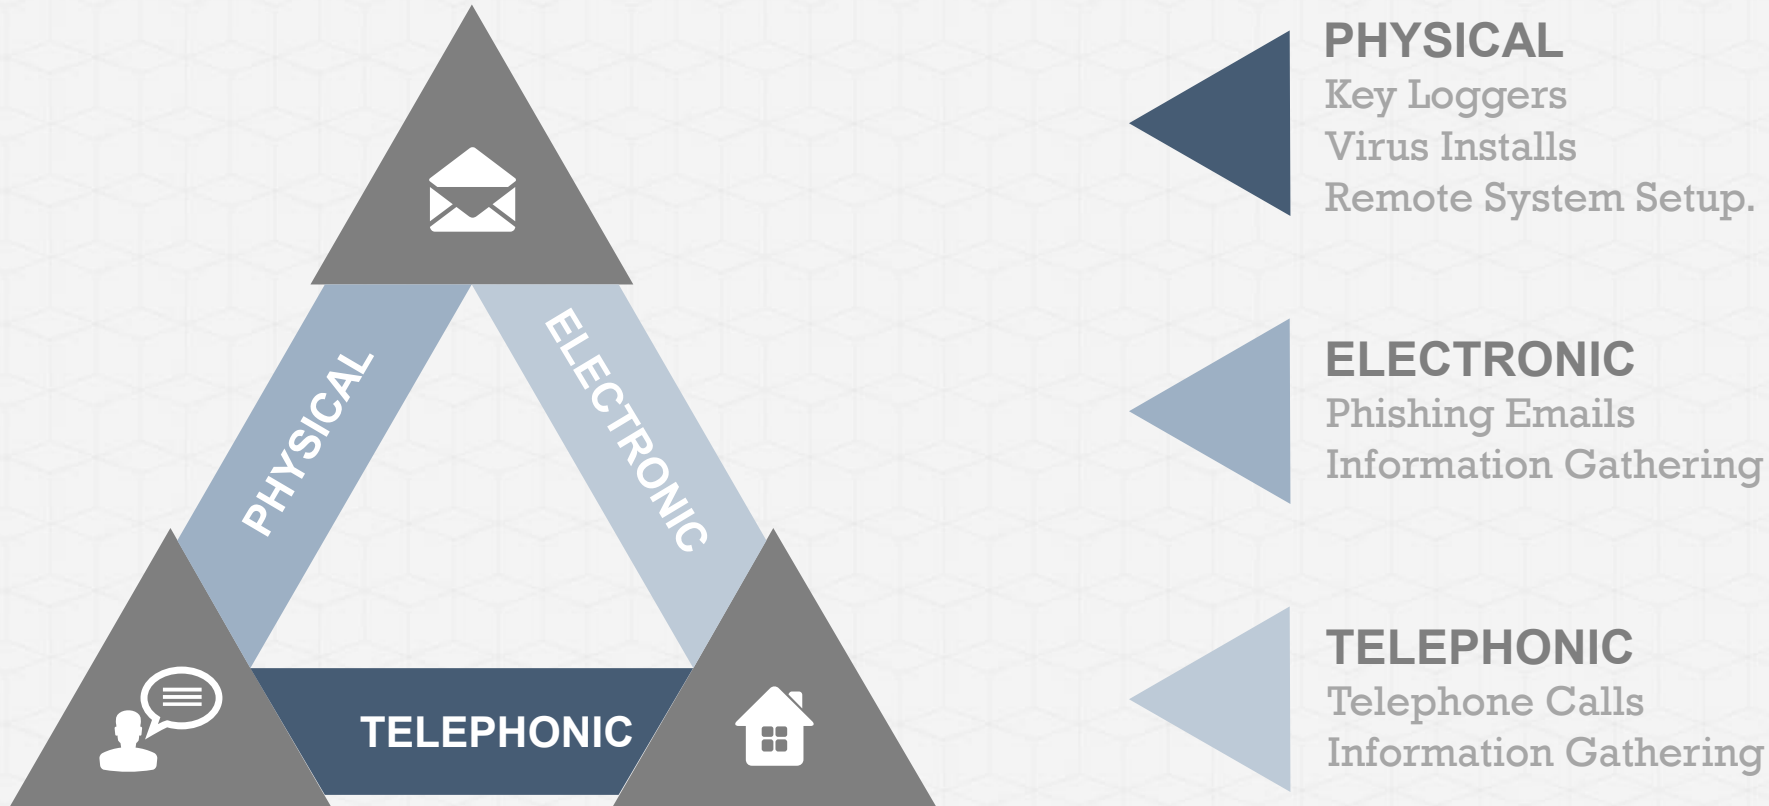 PHYSICAL
ELECTRONIC
TELEPHONIC
PHYSICAL
Key Loggers
Virus Installs
Remote System Setup.
ELECTRONIC
Phishing Emails
Information Gathering
TELEPHONIC
Telephone Calls
Information Gathering